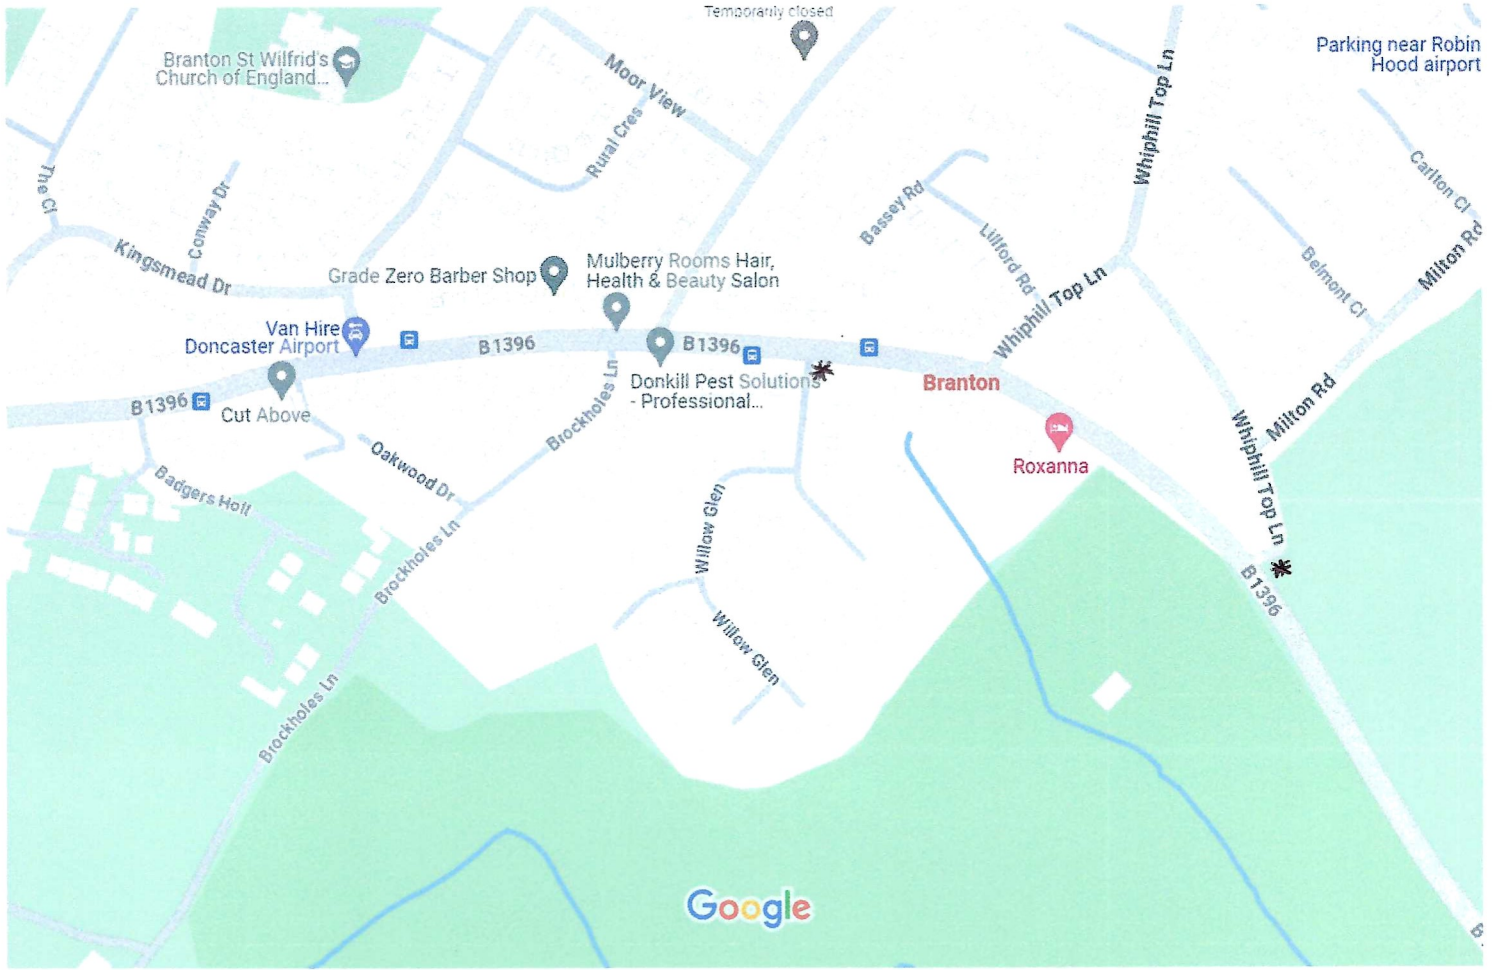 Temporarily closed
Parking near Robin
Hood airport
Branton St Wilfrid's
Church of England...
Moor View
Whiphill Top Ln
Rural Cres
Carlton Cl
The Cl
Conway Dr
Bassey Rd
Lilford Rd
Belmont Cl
Milton Rd
Kingsmead Dr
Grade Zero Barber Shop
Mulberry Rooms Hair,
Health & Beauty Salon
Whiphill Top Ln
Van Hire
Doncaster Airport
B1396
B1396
Donkill Pest Solutions
- Professional...
Branton
B1396
Cut Above
Brockholes Ln
Milton Rd
Roxanna
Oakwood Dr
Whiphill Top Ln
Badgers Holt
Willow Glen
Brockholes Ln
B1396
Willow Glen
Brockholes Ln
Google